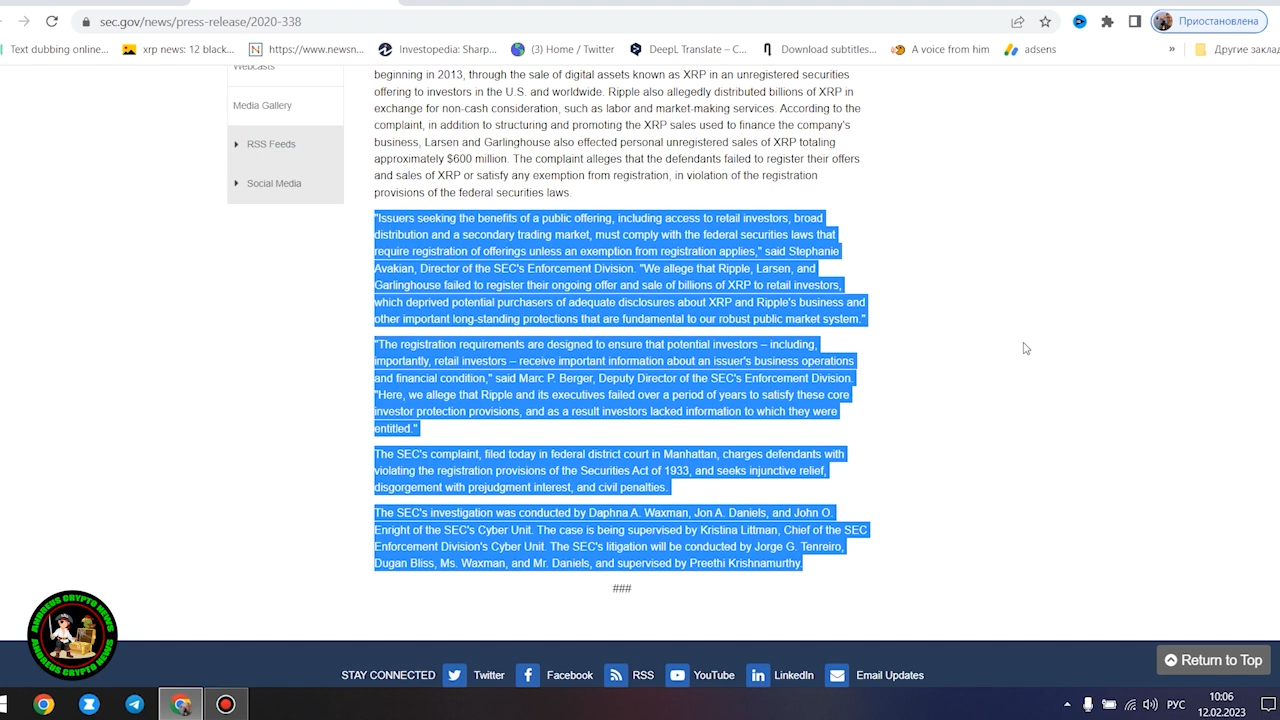 sec.gov/news/press-release/2020-338
Приостановлена
Text dubbing online...
xrp news: 12 black...
https://www.newsn...
Investopedia: Sharp...
(3) Home / Twitter
DeepL Translate – C...
Download subtitles...
A voice from him
adsens
»
Другие заклад
Webcasts
Media Gallery
RSS Feeds
Social Media
beginning in 2013, through the sale of digital assets known as XRP in an unregistered securities
offering to investors in the U.S. and worldwide. Ripple also allegedly distributed billions of XRP in
exchange for non-cash consideration, such as labor and market-making services. According to the
complaint, in addition to structuring and promoting the XRP sales used to finance the company's
business, Larsen and Garlinghouse also effected personal unregistered sales of XRP totaling
approximately $600 million. The complaint alleges that the defendants failed to register their offers
and sales of XRP or satisfy any exemption from registration, in violation of the registration
provisions of the federal securities laws.
"Issuers seeking the benefits of a public offering, including access to retail investors, broad
distribution and a secondary trading market, must comply with the federal securities laws that
require registration of offerings unless an exemption from registration applies," said Stephanie
Avakian, Director of the SEC's Enforcement Division. "We allege that Ripple, Larsen, and
Garlinghouse failed to register their ongoing offer and sale of billions of XRP to retail investors,
which deprived potential purchasers of adequate disclosures about XRP and Ripple's business and
other important long-standing protections that are fundamental to our robust public market system."
"The registration requirements are designed to ensure that potential investors – including,
importantly, retail investors – receive important information about an issuer's business operations
and financial condition," said Marc P. Berger, Deputy Director of the SEC's Enforcement Division.
"Here, we allege that Ripple and its executives failed over a period of years to satisfy these core
investor protection provisions, and as a result investors lacked information to which they were
entitled."
The SEC's complaint, filed today in federal district court in Manhattan, charges defendants with
violating the registration provisions of the Securities Act of 1933, and seeks injunctive relief,
disgorgement with prejudgment interest, and civil penalties.
The SEC's investigation was conducted by Daphna A. Waxman, Jon A. Daniels, and John O.
Enright of the SEC's Cyber Unit. The case is being supervised by Kristina Littman, Chief of the SEC
Enforcement Division's Cyber Unit. The SEC's litigation will be conducted by Jorge G. Tenreiro,
Dugan Bliss, Ms. Waxman, and Mr. Daniels, and supervised by Preethi Krishnamurthy.
###
ANDREUS CRYPTO NEWS
ANDREUS CRYPTO NEWS
Return to Top
STAY CONNECTED
Twitter
Facebook
RSS
YouTube
LinkedIn
Email Updates
РУС
10:06
12.02.2023